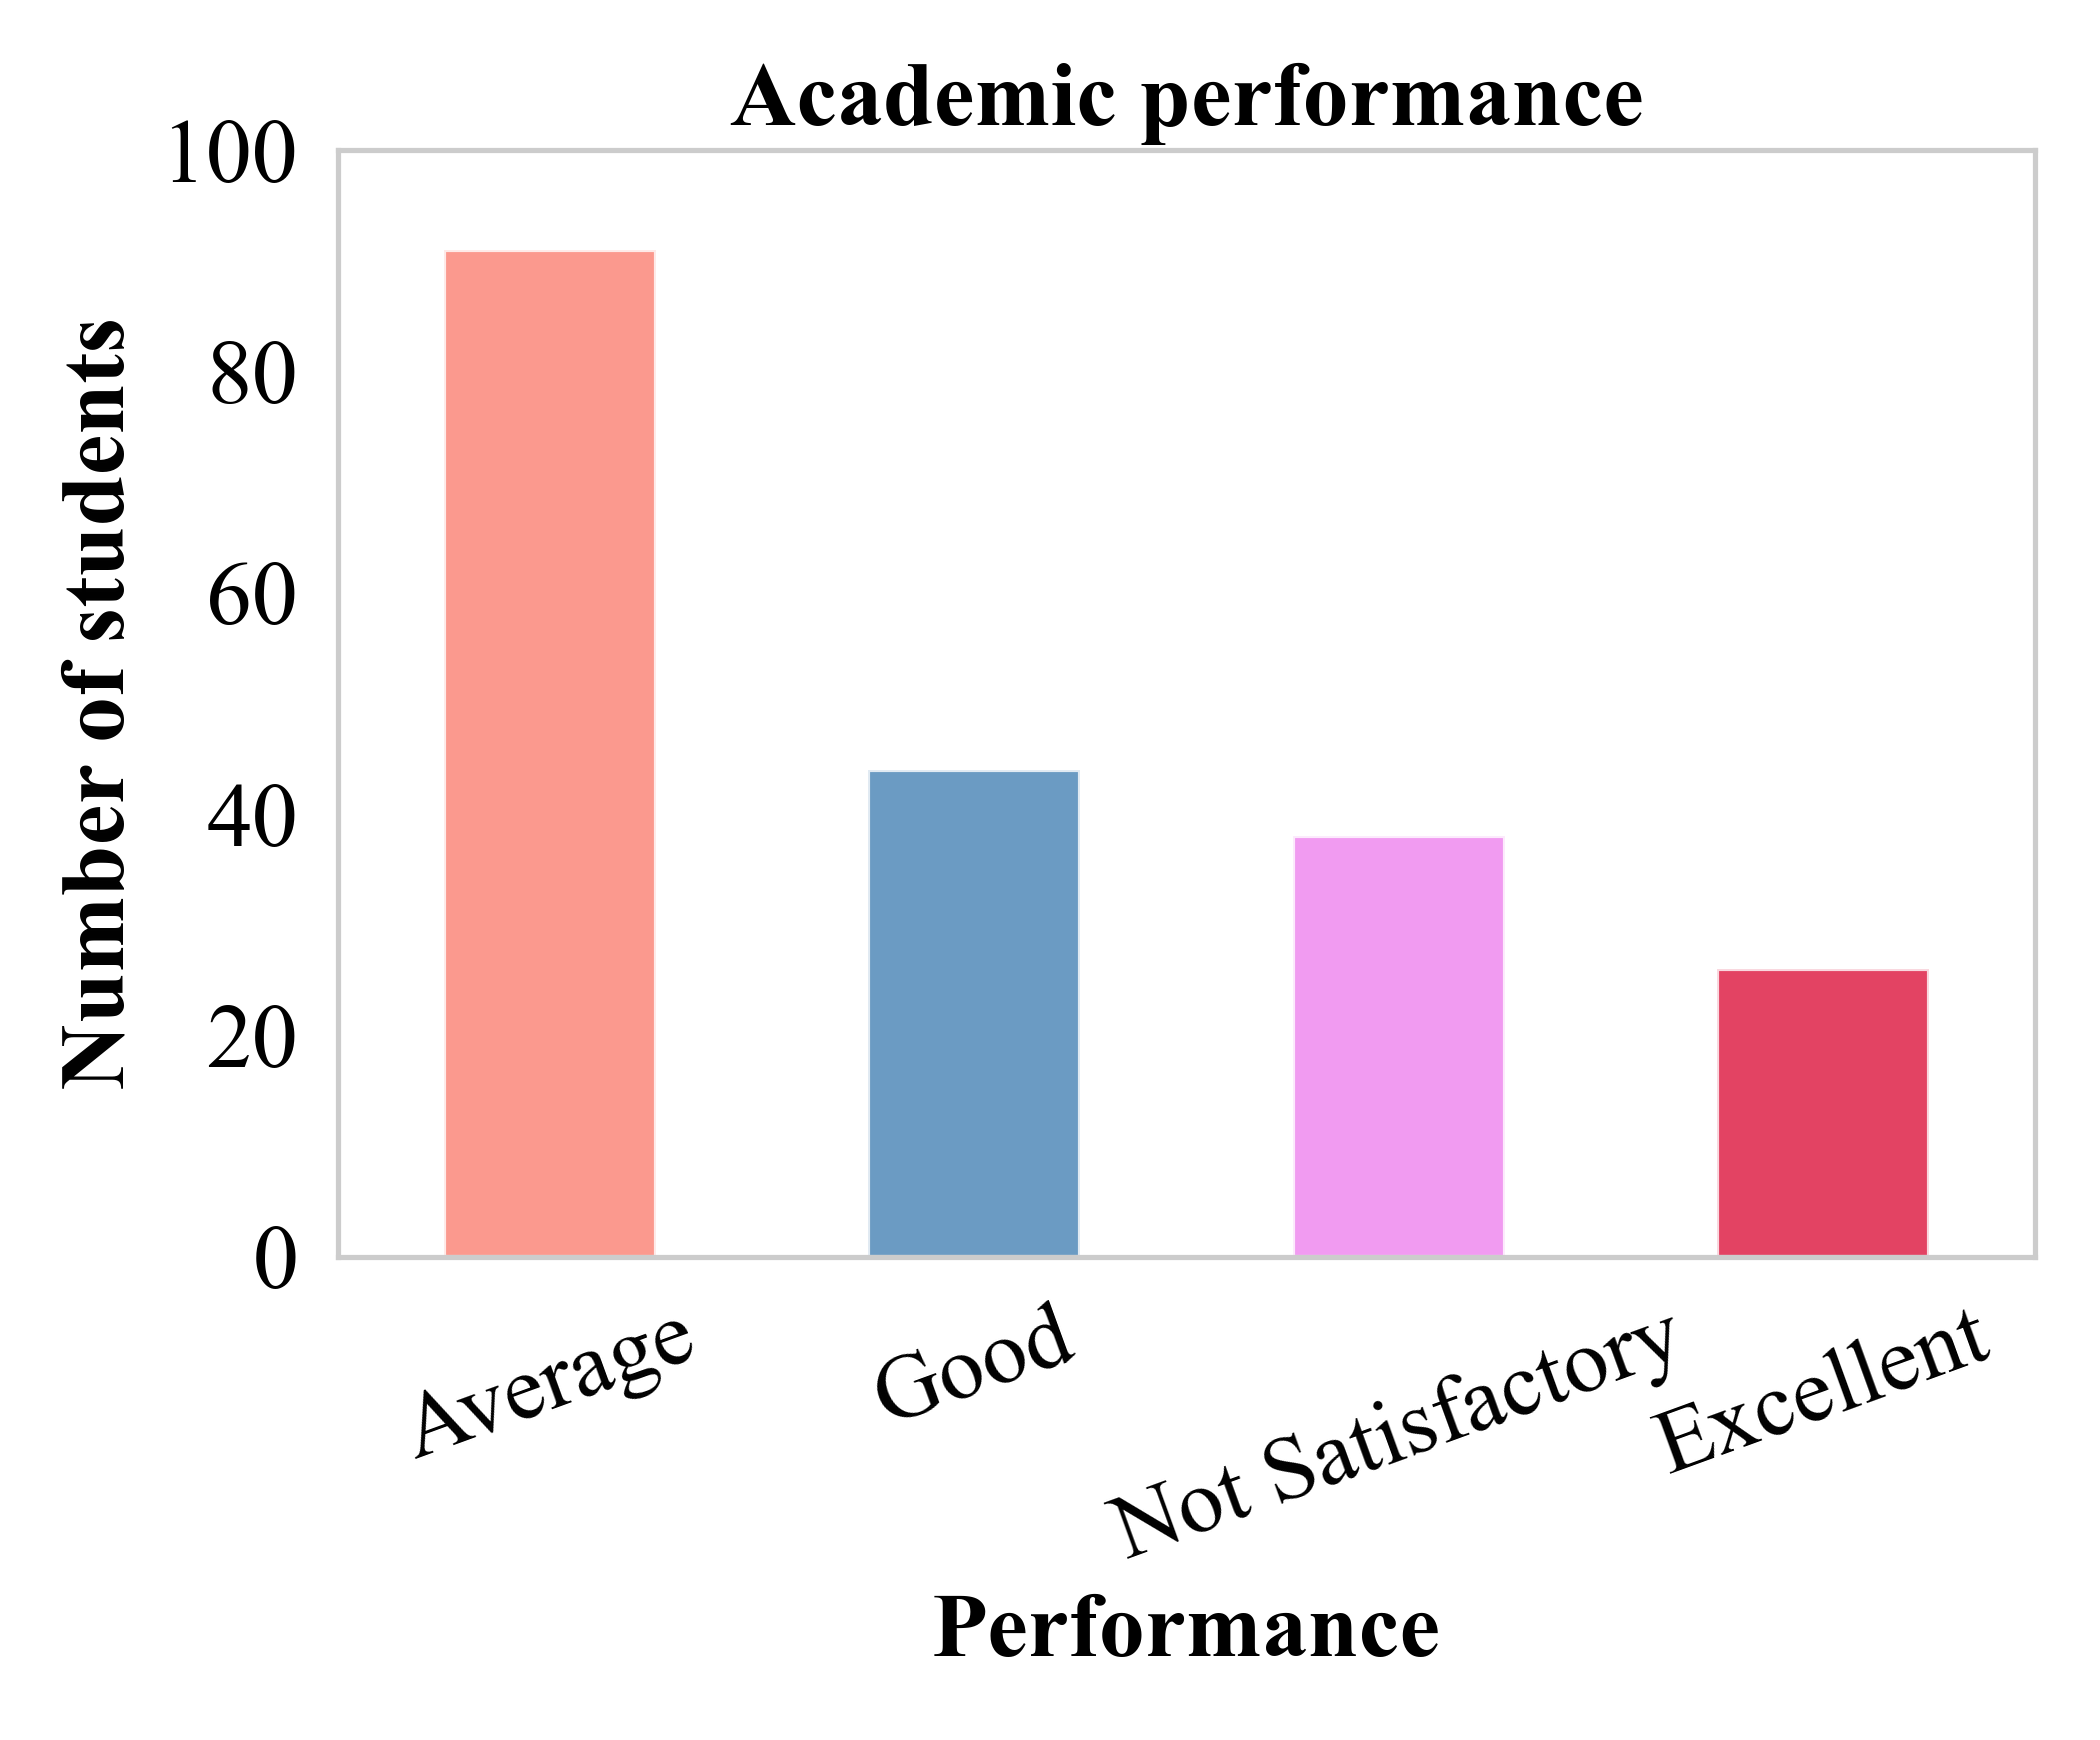 Academic performance
100
80
60
40
20
0
Number of students
Average
Good
Not Satisfactory
Excellent
Performance